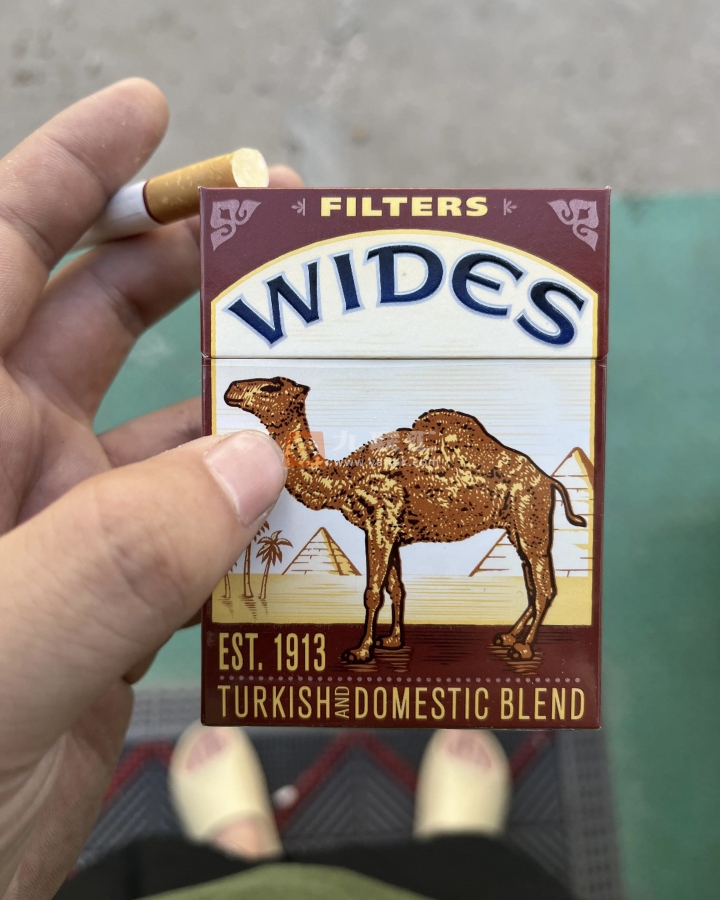 FILTERS
WIDES
EST. 1913
TURKISH AND DOMESTIC BLEND